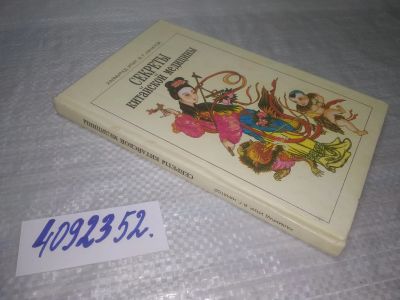 СЕКРЕТЫ
КИТАЙСКОЙ МЕДИЦИНЫ
СЕКРЕТЫ КИТАЙСКОЙ МЕДИЦИНЫ
4092352.